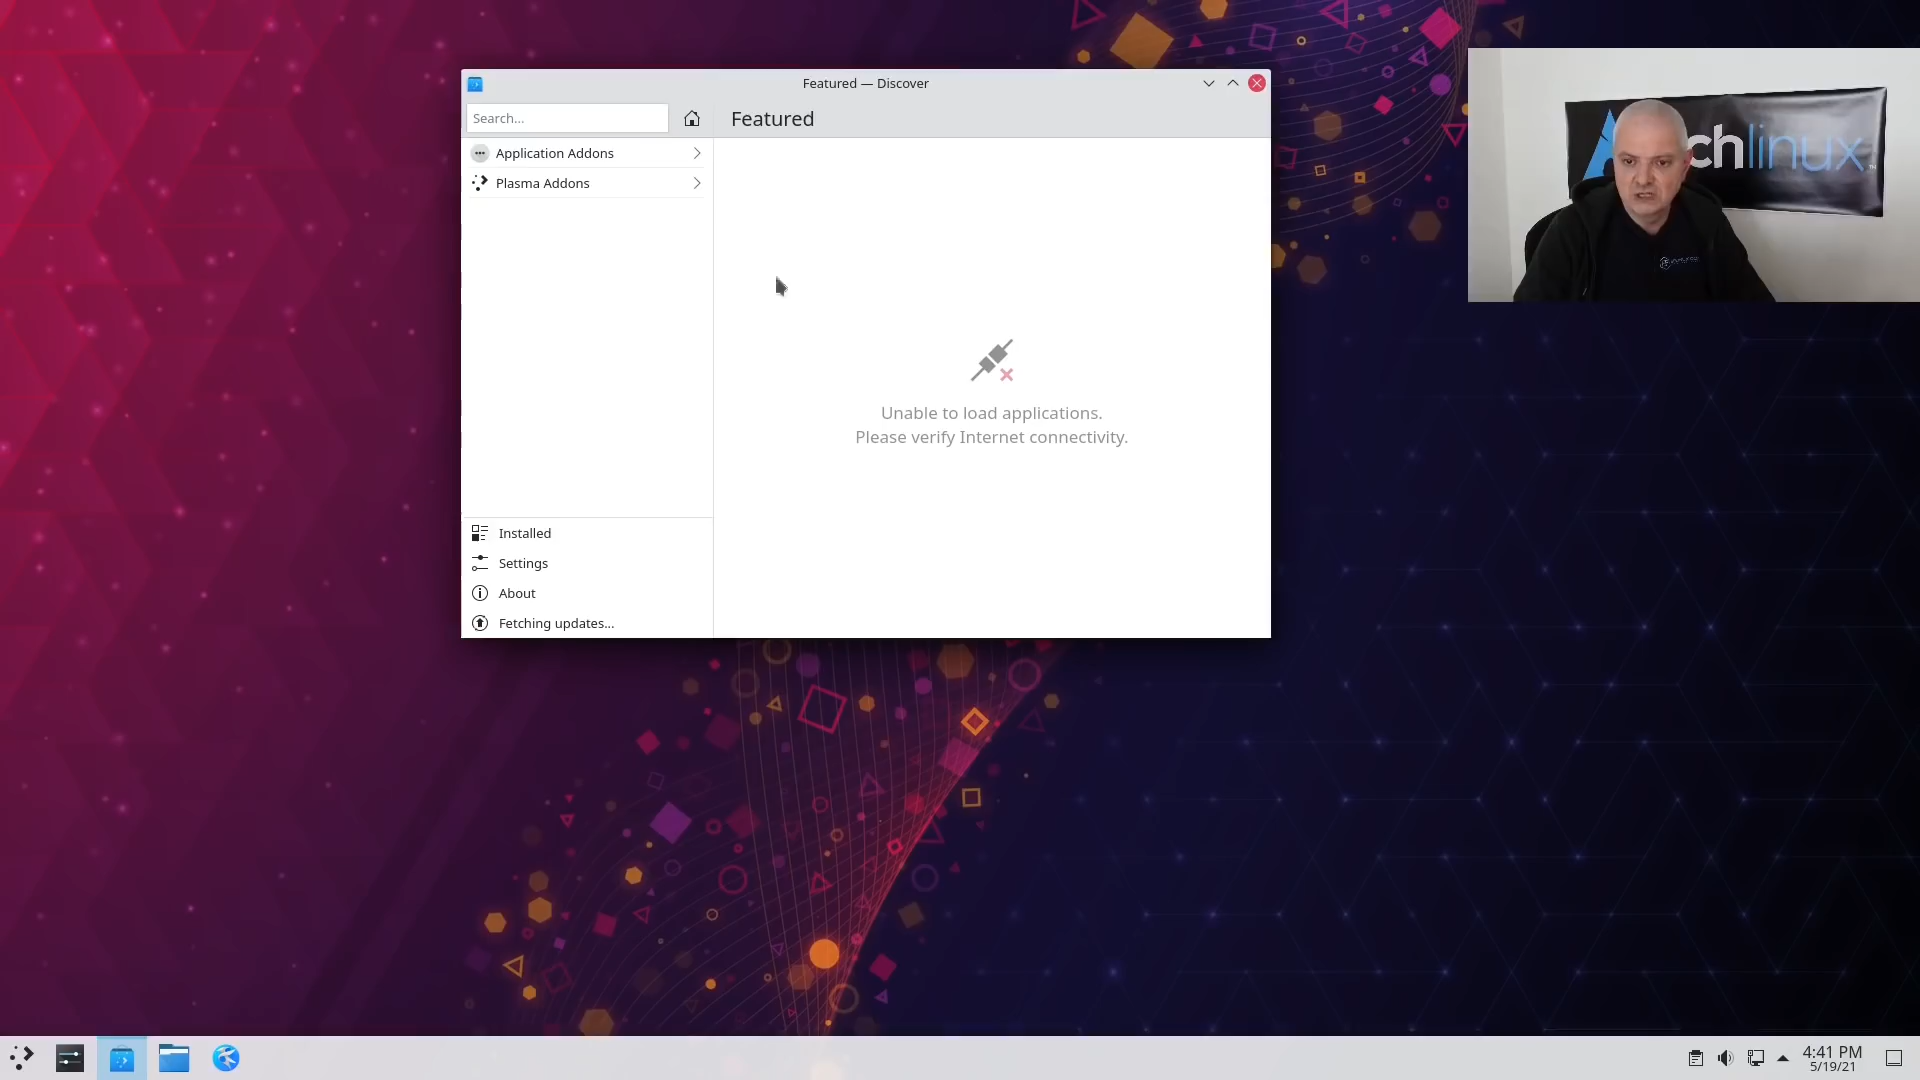 Featured — Discover
Search...
Featured
Application Addons
Plasma Addons
Unable to load applications.
Please verify Internet connectivity.
Installed
Settings
About
Fetching updates...
chlinux
4:41 PM
5/19/21